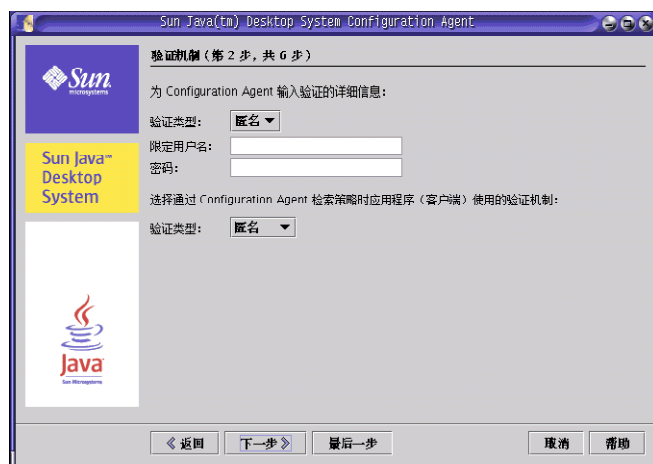 Sun Java(tm) Desktop System Configuration Agent
Sun
microsystems
Sun Java™
Desktop
System
Java
Sun Microsystems
验证机制（第 2 步，共 6 步）
为 Configuration Agent 输入验证的详细信息：
验证类型： 匿名
限定用户名：
密码：
选择通过 Configuration Agent 检索策略时应用程序（客户端）使用的验证机制：
验证类型： 匿名
《返回 下一步》 最后一步 取消 帮助